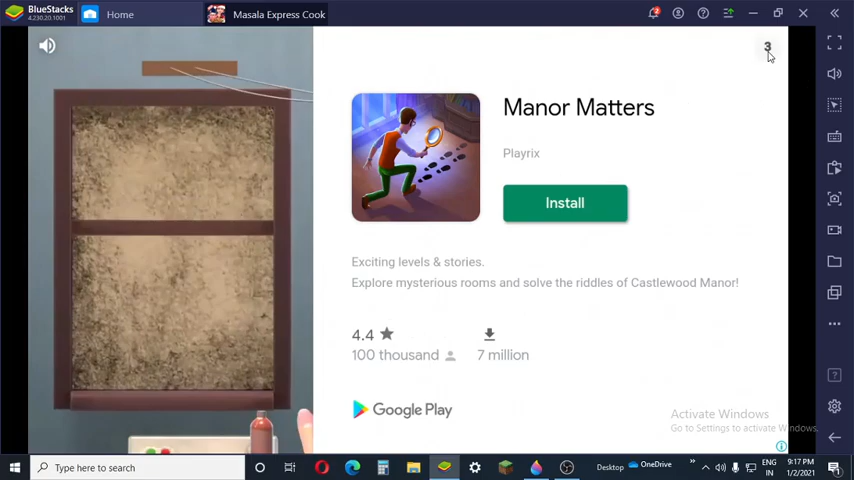 BlueStacks
4.230.20.1001
Home
Masala Express Cook
2
3
Manor Matters
Playrix
Install
Exciting levels & stories.
Explore mysterious rooms and solve the riddles of Castlewood Manor!
4.4
100 thousand
7 million
Google Play
Activate Windows
Go to Settings to activate Windows.
Type here to search
Desktop
OneDrive
ENG
IN
9:17 PM
1/2/2021